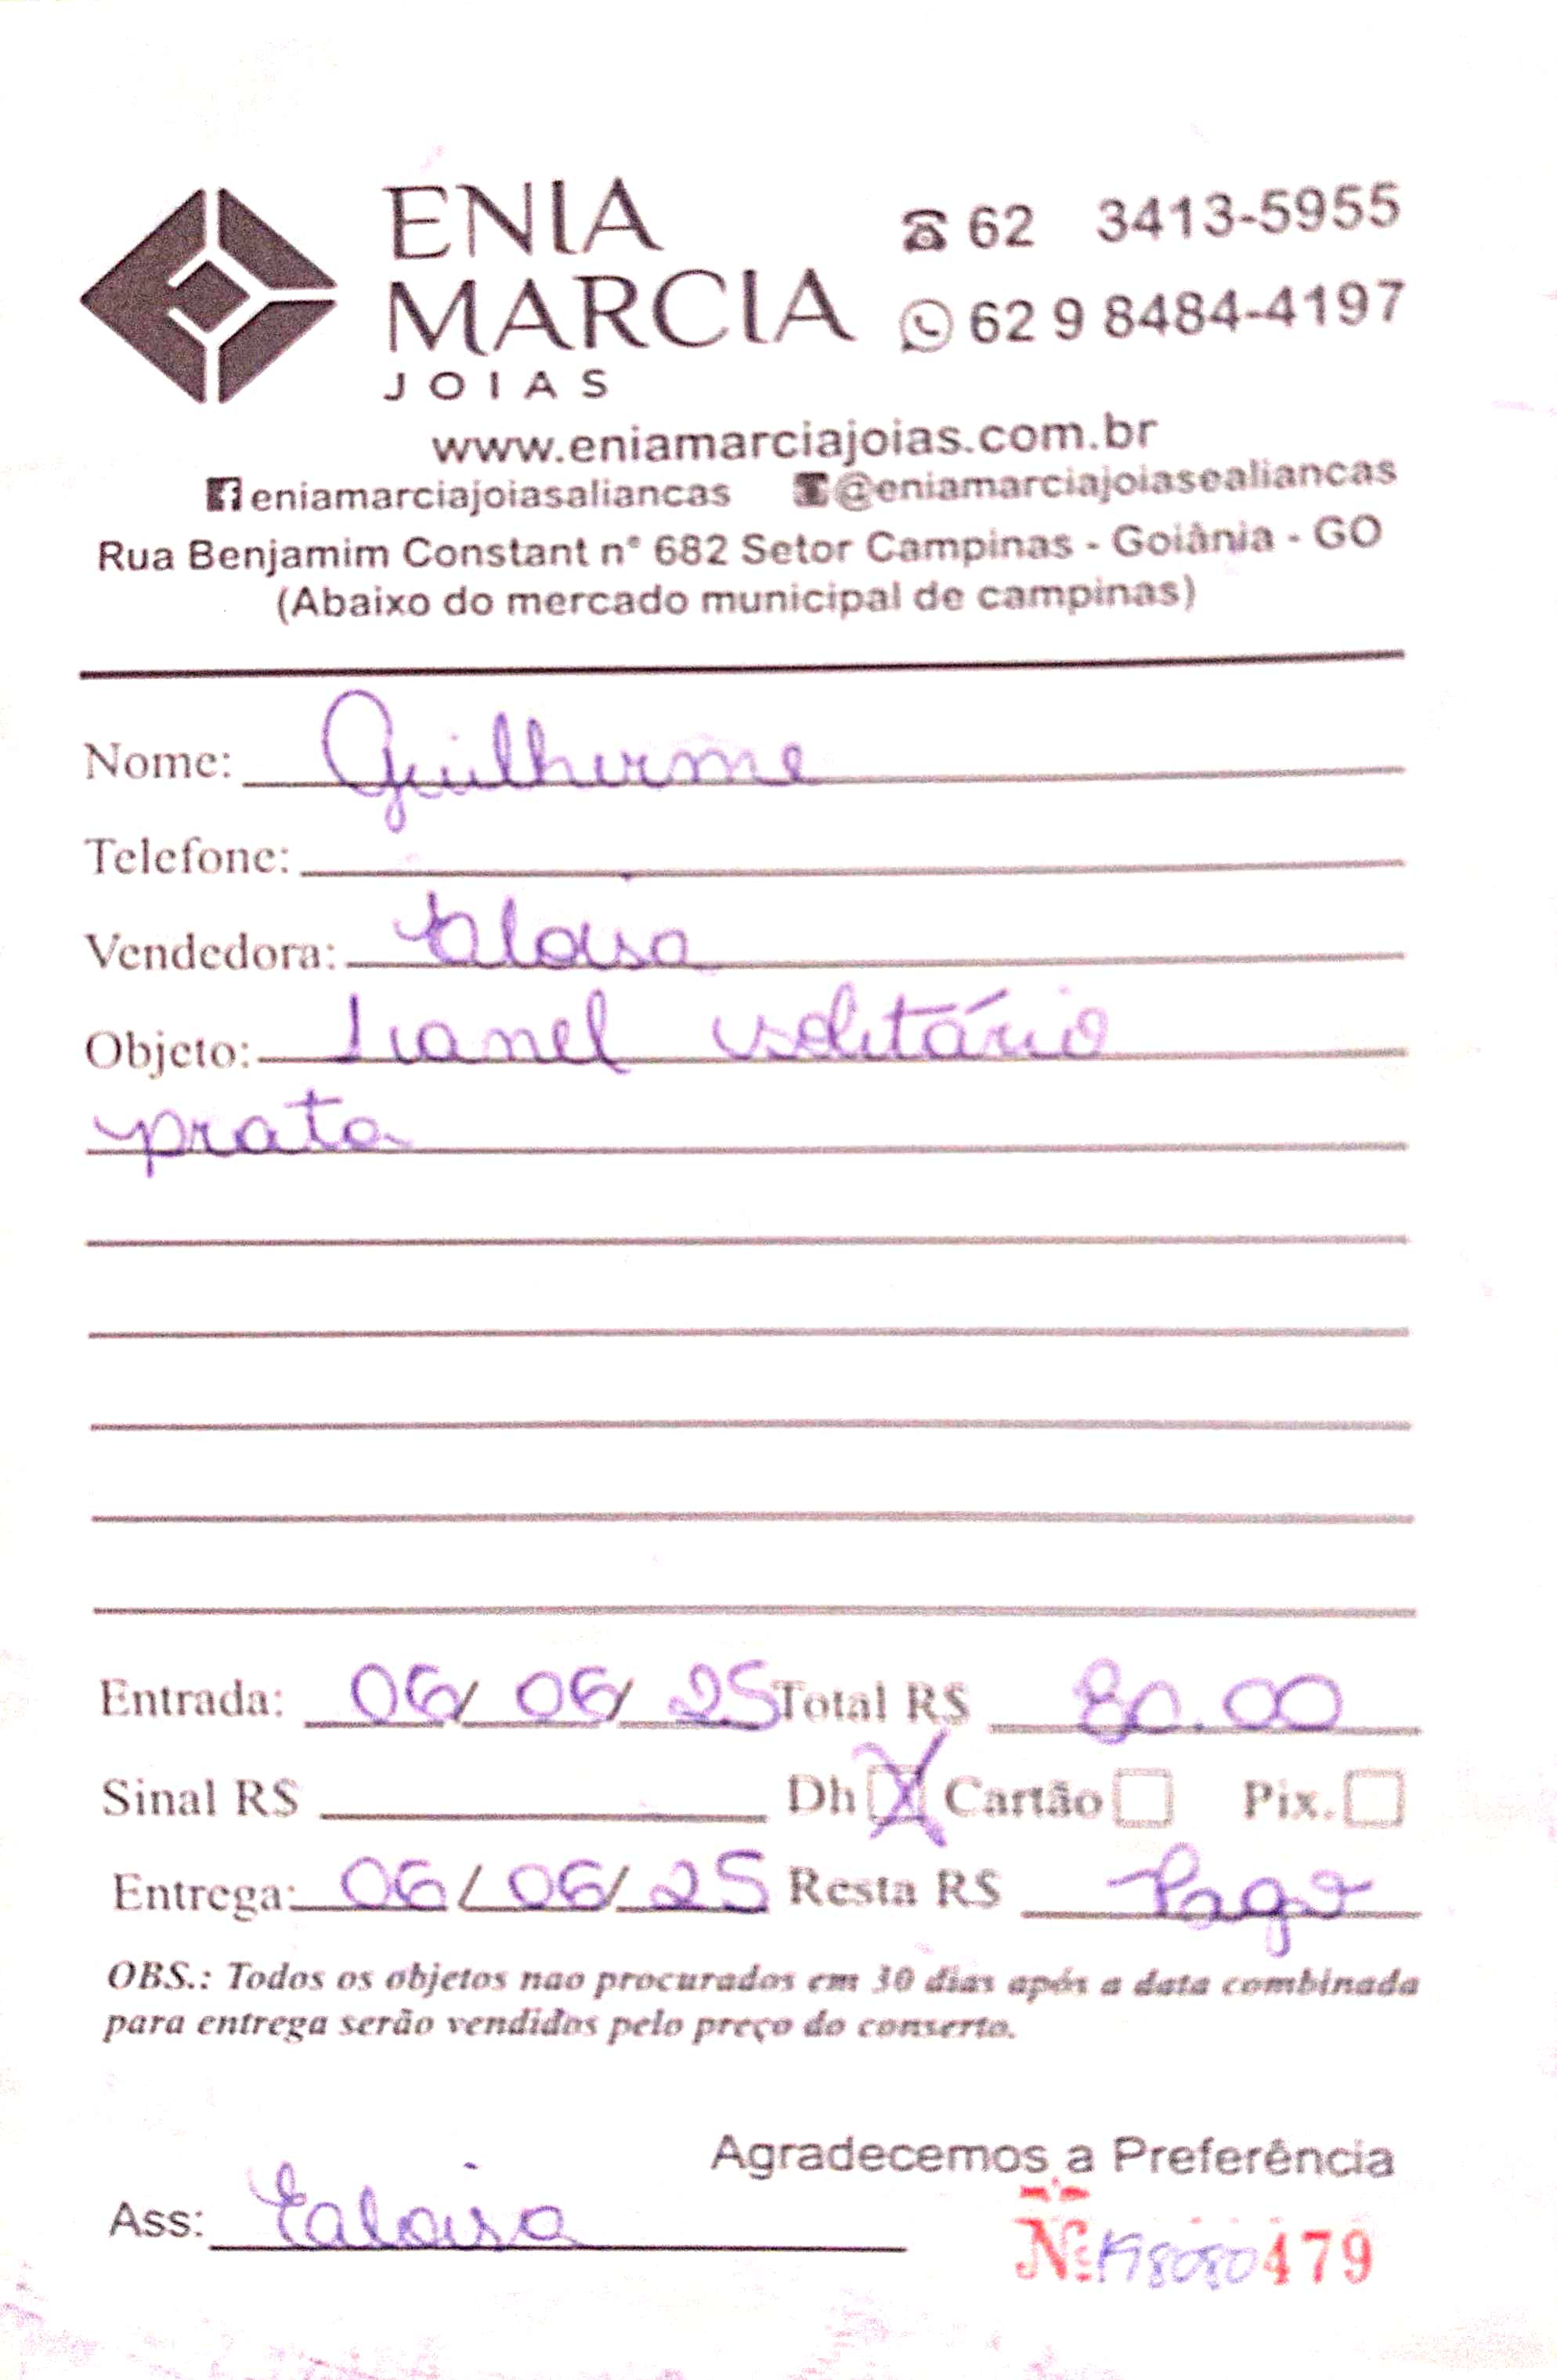 ENIA
MARCIA
JOIAS
62 3413-5955
62 9 8484-4197
www.eniamarciajoias.com.br
eniamarciajoiasaliancas @eniamarciajoiasealiancas
Rua Benjamim Constant n° 682 Setor Campinas - Goiânia - GO
(Abaixo do mercado municipal de campinas)
Nome: Guilherme
Telefone:
Vendedora: Eloisa
Objeto: 1 anel solitário
prata
Entrada: 06/06/25 Total R$ 80.00
Sinal R$ Dh X Cartão Pix.
Entrega: 06/06/25 Resta R$ Pago
OBS.: Todos os objetos nao procurados em 30 dias após a data combinada
para entrega serão vendidos pelo preço do conserto.
Agradecemos a Preferência
Ass:
Nº 479